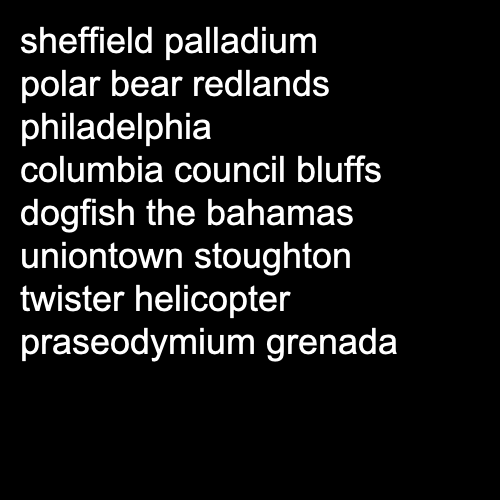 sheffield palladium
polar bear redlands
philadelphia
columbia council bluffs
dogfish the bahamas
uniontown stoughton
twister helicopter
praseodymium grenada